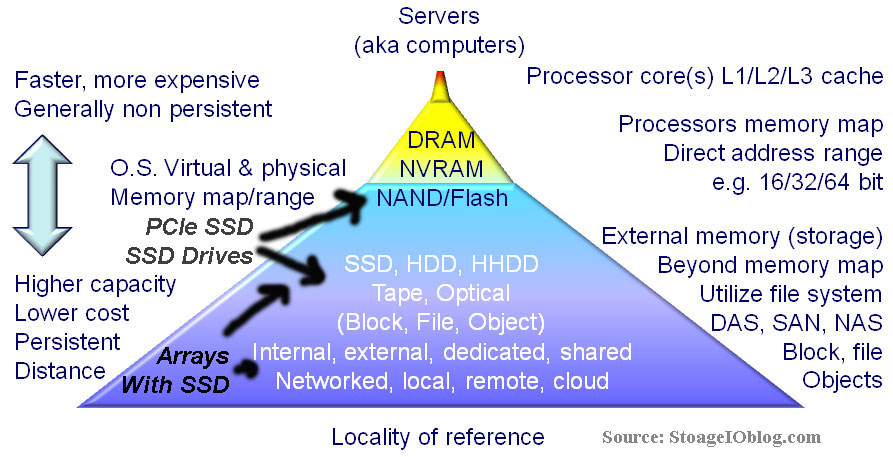 Servers
(aka computers)
Faster, more expensive
Generally non persistent
Processor core(s) L1/L2/L3 cache
DRAM
NVRAM
NAND/Flash
Processors memory map
Direct address range
e.g. 16/32/64 bit
O.S. Virtual & physical
Memory map/range
PCIe SSD
SSD Drives
External memory (storage)
Beyond memory map
Utilize file system
DAS, SAN, NAS
Block, file
Objects
SSD, HDD, HHDD
Tape, Optical
(Block, File, Object)
Internal, external, dedicated, shared
Networked, local, remote, cloud
Higher capacity
Lower cost
Persistent
Distance
Arrays
With SSD
Locality of reference
Source: StoageIOblog.com